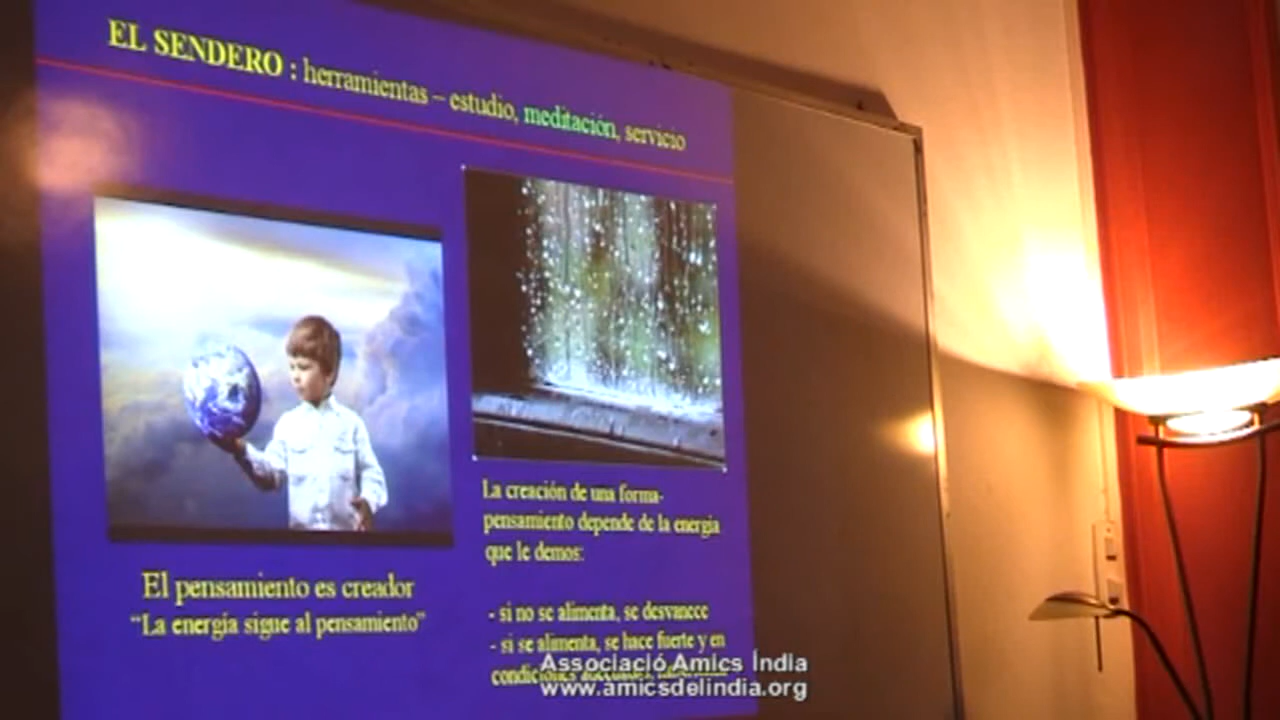 EL SENDERO : herramientas – estudio, meditación, servicio
El pensamiento es creador
“La energía sigue al pensamiento”
La creación de una forma-
pensamiento depende de la energía
que le demos:
- si no se alimenta, se desvanece
- si se alimenta, se hace fuerte y en
condiciones
Associació Amics Índia
www.amicsdelindia.org